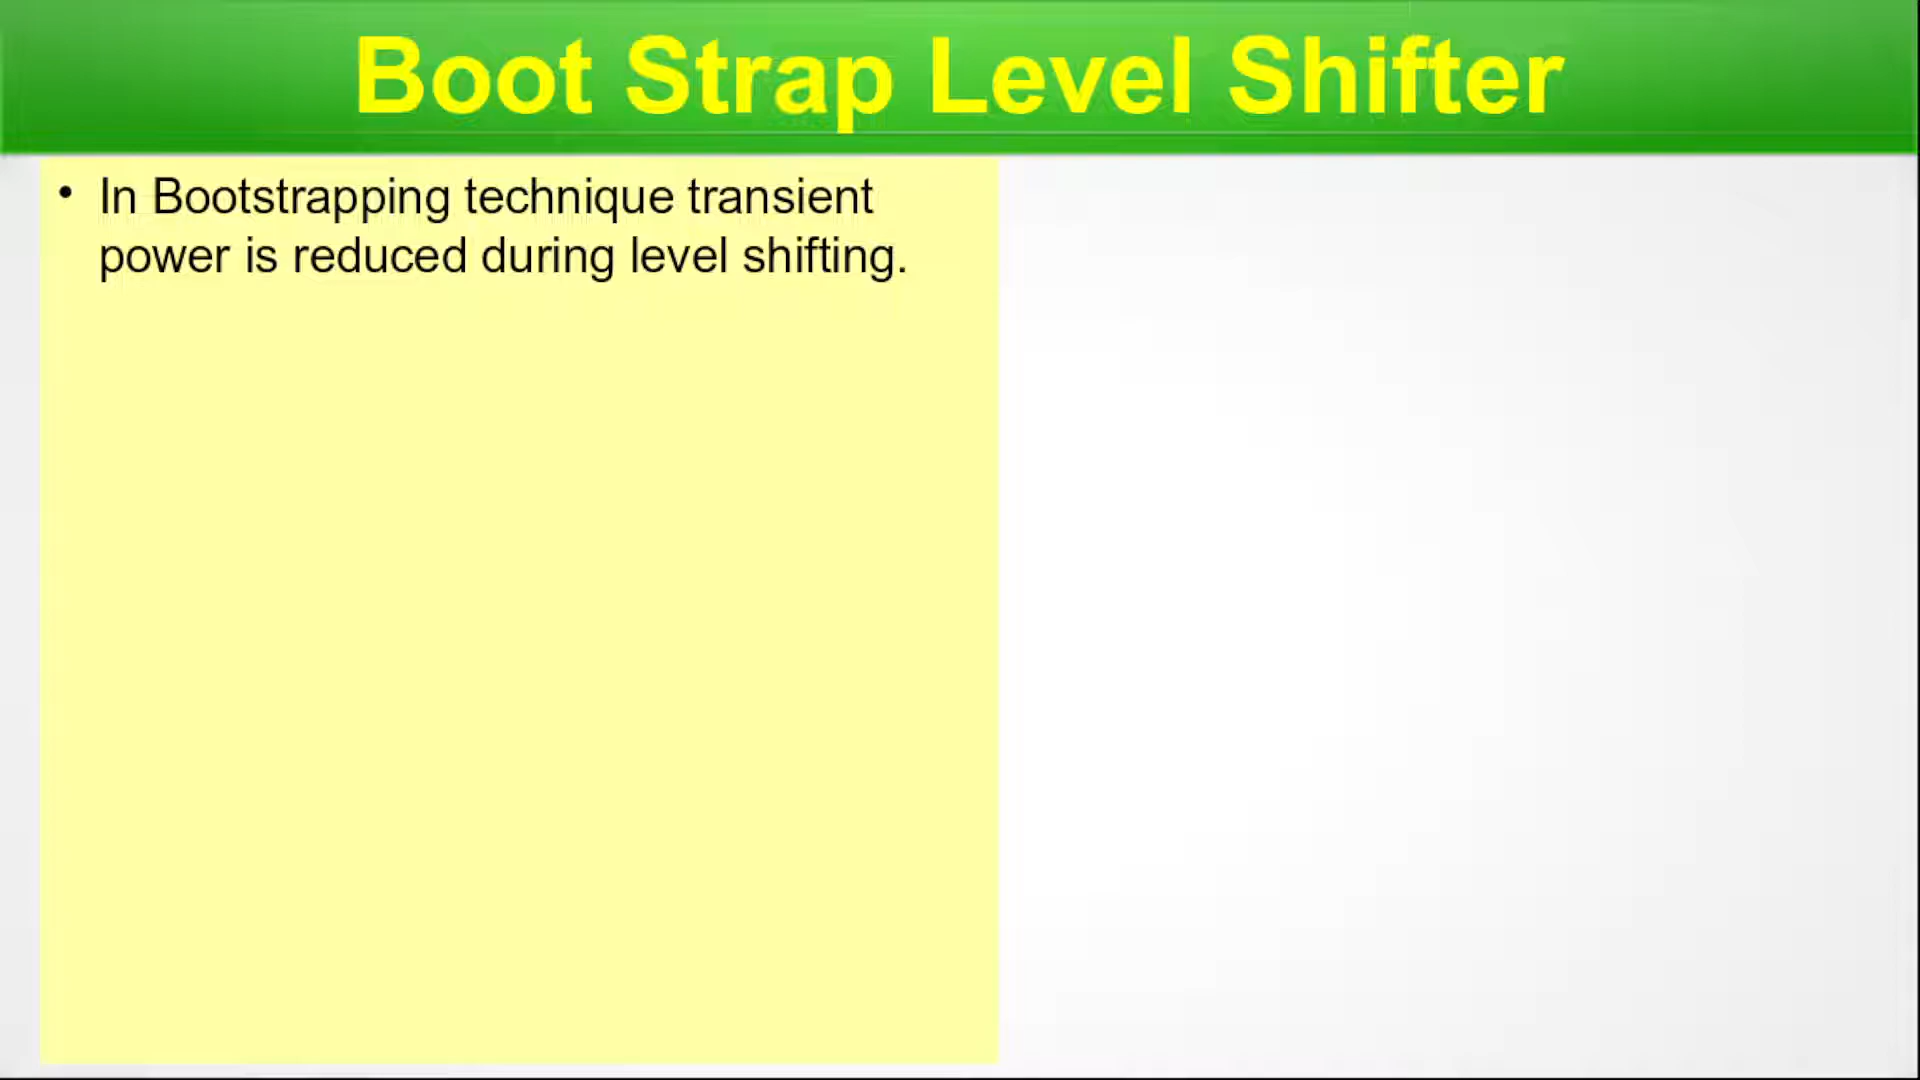 Boot Strap Level Shifter
• In Bootstrapping technique transient
power is reduced during level shifting.